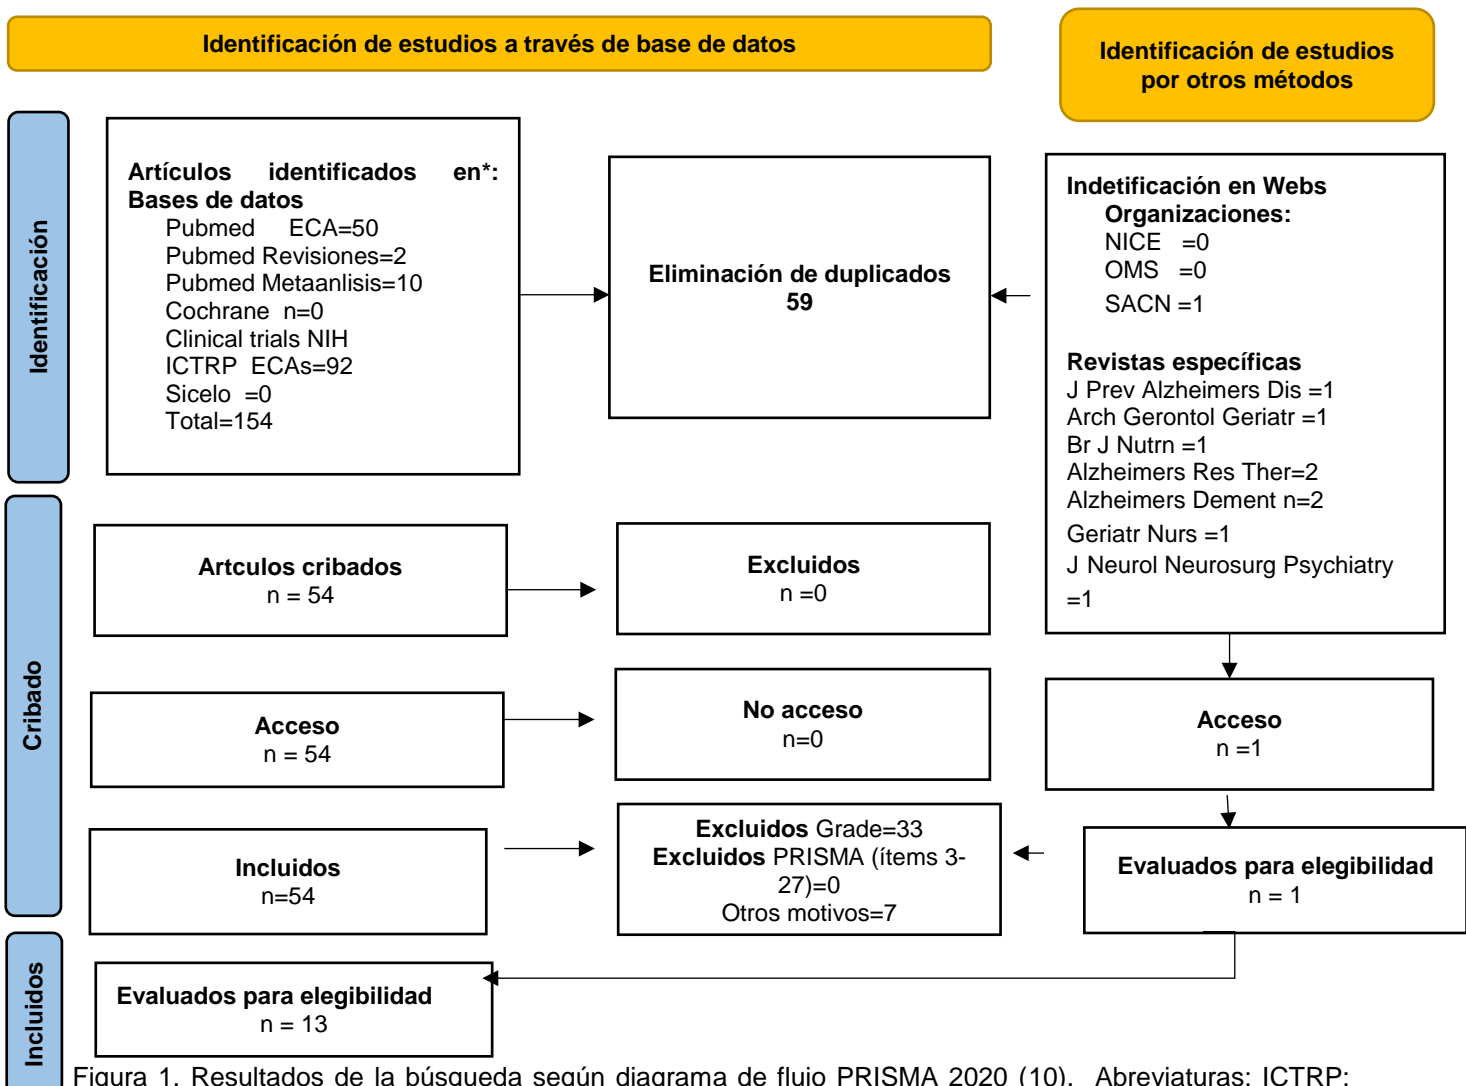 Identificación de estudios a través de base de datos
Identificación de estudios
por otros métodos
Identificación
Artículos identificados en*:
Bases de datos
Pubmed ECA=50
Pubmed Revisiones=2
Pubmed Metaanlisis=10
Cochrane n=0
Clinical trials NIH
ICTRP ECAs=92
Sicelo =0
Total=154
Eliminación de duplicados
59
Indetificación en Webs
Organizaciones:
NICE =0
OMS =0
SACN =1
Revistas específicas
J Prev Alzheimers Dis =1
Arch Gerontol Geriatr =1
Br J Nutrn =1
Alzheimers Res Ther=2
Alzheimers Dement n=2
Geriatr Nurs =1
J Neurol Neurosurg Psychiatry
=1
Cribado
Artculos cribados
n = 54
Excluidos
n =0
Acceso
n = 54
No acceso
n=0
Acceso
n =1
Incluidos
n=54
Excluidos Grade=33
Excluidos PRISMA (ítems 3-
27)=0
Otros motivos=7
Evaluados para elegibilidad
n = 1
Incluidos
Evaluados para elegibilidad
n = 13
Figura 1. Resultados de la búsqueda según diagrama de flujo PRISMA 2020 (10). Abreviaturas: ICTRP: